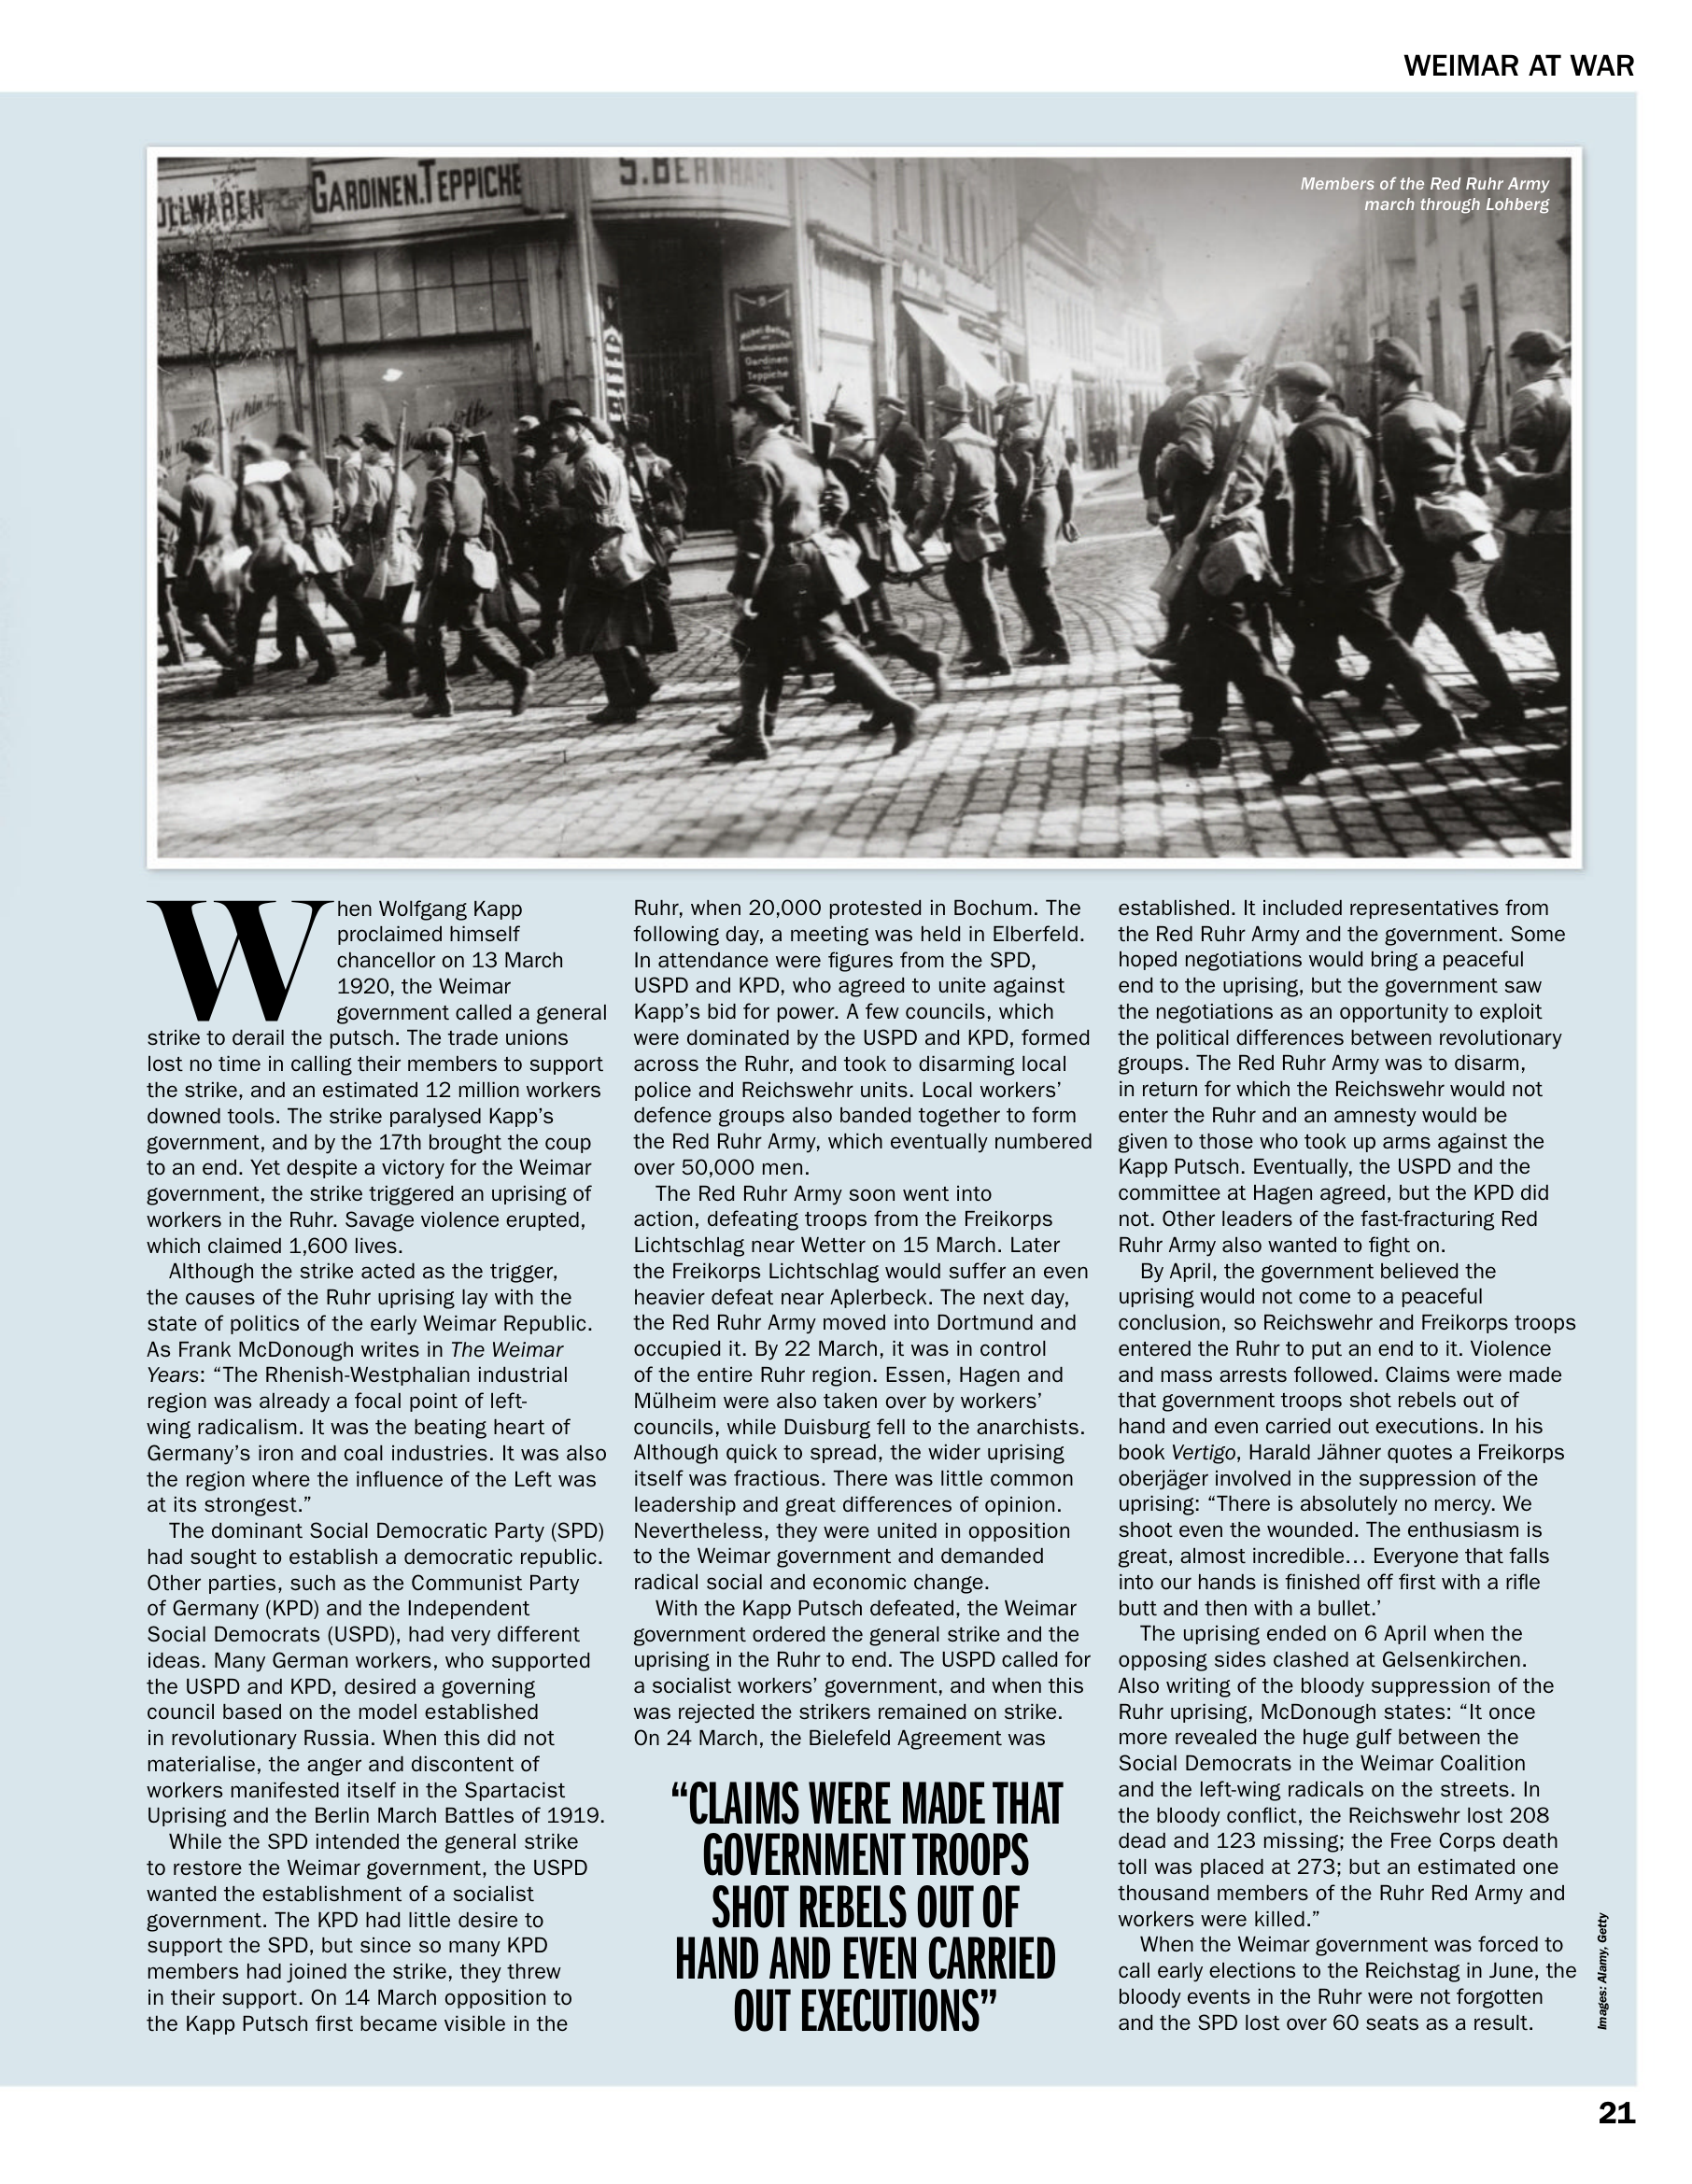 WEIMAR AT WAR
OLLWAREN
GARDINEN.TEPPICHE
S.BERNHARD
Members of the Red Ruhr Army
march through Lohberg
Gardinen
Teppiche
When Wolfgang Kapp
proclaimed himself
chancellor on 13 March
1920, the Weimar
government called a general
strike to derail the putsch. The trade unions
lost no time in calling their members to support
the strike, and an estimated 12 million workers
downed tools. The strike paralysed Kapp’s
government, and by the 17th brought the coup
to an end. Yet despite a victory for the Weimar
government, the strike triggered an uprising of
workers in the Ruhr. Savage violence erupted,
which claimed 1,600 lives.
Although the strike acted as the trigger,
the causes of the Ruhr uprising lay with the
state of politics of the early Weimar Republic.
As Frank McDonough writes in The Weimar
Years: “The Rhenish-Westphalian industrial
region was already a focal point of left-
wing radicalism. It was the beating heart of
Germany’s iron and coal industries. It was also
the region where the influence of the Left was
at its strongest.”
The dominant Social Democratic Party (SPD)
had sought to establish a democratic republic.
Other parties, such as the Communist Party
of Germany (KPD) and the Independent
Social Democrats (USPD), had very different
ideas. Many German workers, who supported
the USPD and KPD, desired a governing
council based on the model established
in revolutionary Russia. When this did not
materialise, the anger and discontent of
workers manifested itself in the Spartacist
Uprising and the Berlin March Battles of 1919.
While the SPD intended the general strike
to restore the Weimar government, the USPD
wanted the establishment of a socialist
government. The KPD had little desire to
support the SPD, but since so many KPD
members had joined the strike, they threw
in their support. On 14 March opposition to
the Kapp Putsch first became visible in the
Ruhr, when 20,000 protested in Bochum. The
following day, a meeting was held in Elberfeld.
In attendance were figures from the SPD,
USPD and KPD, who agreed to unite against
Kapp’s bid for power. A few councils, which
were dominated by the USPD and KPD, formed
across the Ruhr, and took to disarming local
police and Reichswehr units. Local workers’
defence groups also banded together to form
the Red Ruhr Army, which eventually numbered
over 50,000 men.
The Red Ruhr Army soon went into
action, defeating troops from the Freikorps
Lichtschlag near Wetter on 15 March. Later
the Freikorps Lichtschlag would suffer an even
heavier defeat near Aplerbeck. The next day,
the Red Ruhr Army moved into Dortmund and
occupied it. By 22 March, it was in control
of the entire Ruhr region. Essen, Hagen and
Mülheim were also taken over by workers’
councils, while Duisburg fell to the anarchists.
Although quick to spread, the wider uprising
itself was fractious. There was little common
leadership and great differences of opinion.
Nevertheless, they were united in opposition
to the Weimar government and demanded
radical social and economic change.
With the Kapp Putsch defeated, the Weimar
government ordered the general strike and the
uprising in the Ruhr to end. The USPD called for
a socialist workers’ government, and when this
was rejected the strikers remained on strike.
On 24 March, the Bielefeld Agreement was
“CLAIMS WERE MADE THAT
GOVERNMENT TROOPS
SHOT REBELS OUT OF
HAND AND EVEN CARRIED
OUT EXECUTIONS”
established. It included representatives from
the Red Ruhr Army and the government. Some
hoped negotiations would bring a peaceful
end to the uprising, but the government saw
the negotiations as an opportunity to exploit
the political differences between revolutionary
groups. The Red Ruhr Army was to disarm,
in return for which the Reichswehr would not
enter the Ruhr and an amnesty would be
given to those who took up arms against the
Kapp Putsch. Eventually, the USPD and the
committee at Hagen agreed, but the KPD did
not. Other leaders of the fast-fracturing Red
Ruhr Army also wanted to fight on.
By April, the government believed the
uprising would not come to a peaceful
conclusion, so Reichswehr and Freikorps troops
entered the Ruhr to put an end to it. Violence
and mass arrests followed. Claims were made
that government troops shot rebels out of
hand and even carried out executions. In his
book Vertigo, Harald Jähner quotes a Freikorps
oberjäger involved in the suppression of the
uprising: “There is absolutely no mercy. We
shoot even the wounded. The enthusiasm is
great, almost incredible… Everyone that falls
into our hands is finished off first with a rifle
butt and then with a bullet.’
The uprising ended on 6 April when the
opposing sides clashed at Gelsenkirchen.
Also writing of the bloody suppression of the
Ruhr uprising, McDonough states: “It once
more revealed the huge gulf between the
Social Democrats in the Weimar Coalition
and the left-wing radicals on the streets. In
the bloody conflict, the Reichswehr lost 208
dead and 123 missing; the Free Corps death
toll was placed at 273; but an estimated one
thousand members of the Ruhr Red Army and
workers were killed.”
When the Weimar government was forced to
call early elections to the Reichstag in June, the
bloody events in the Ruhr were not forgotten
and the SPD lost over 60 seats as a result.
Images: Alamy, Getty
21